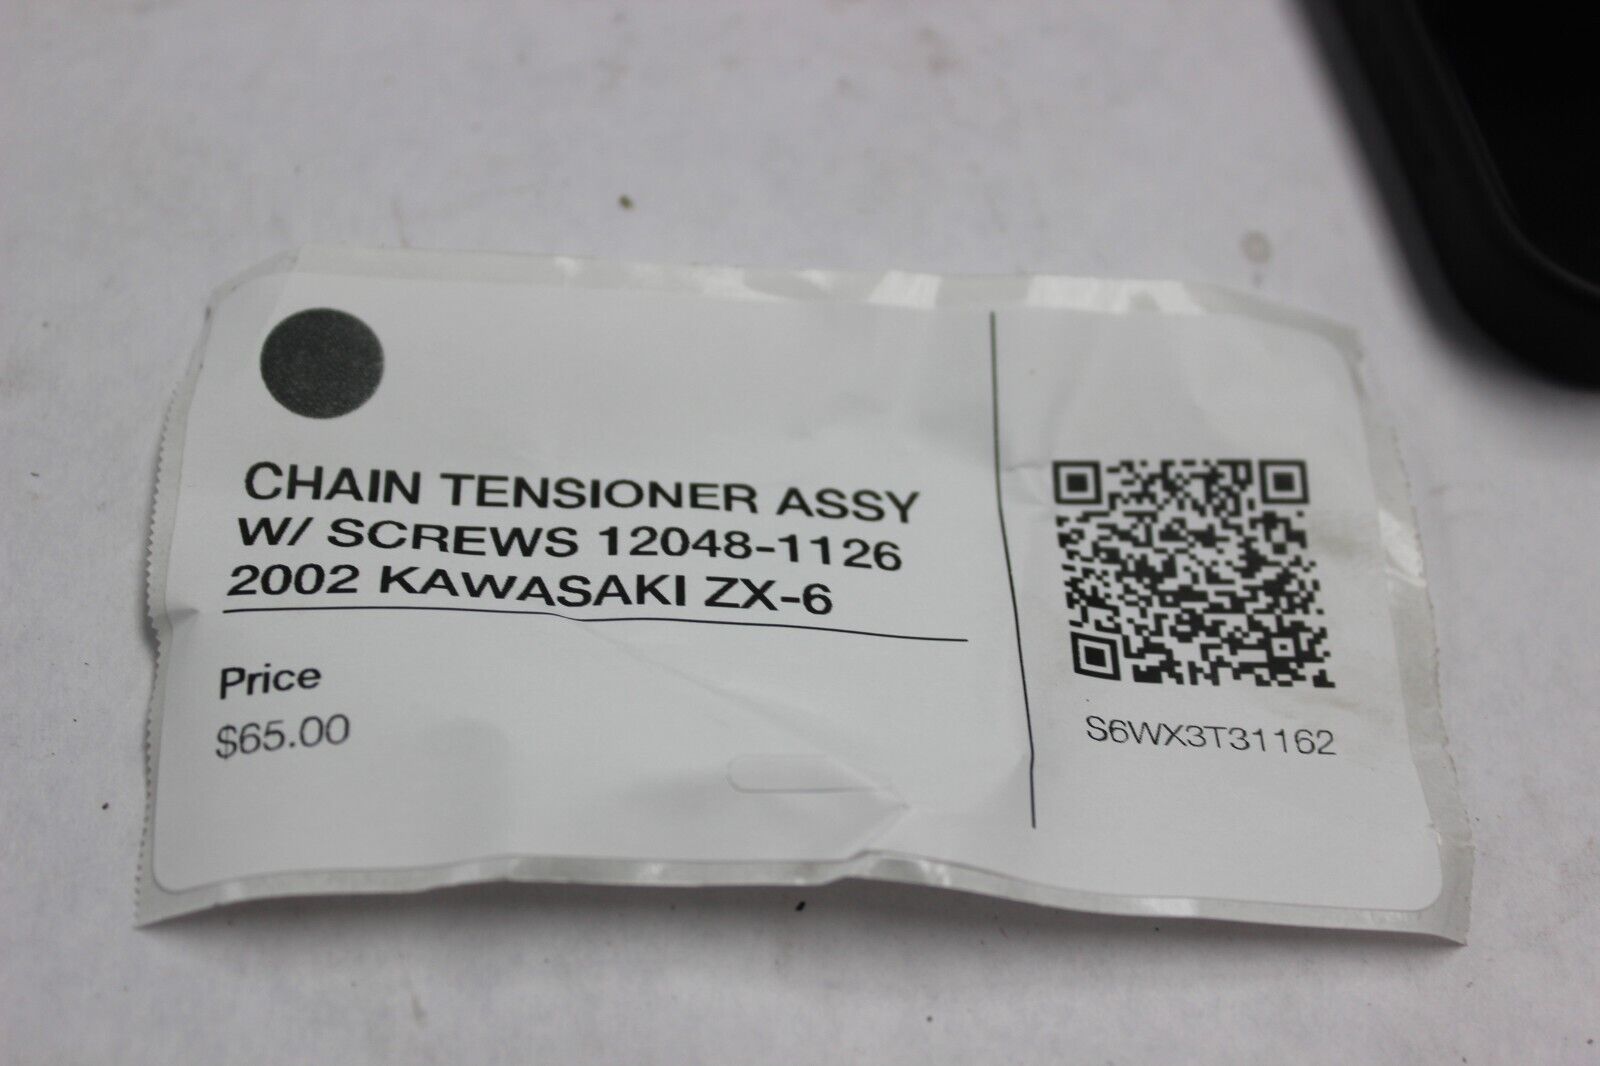 CHAIN TENSIONER ASSY
W/ SCREWS 12048-1126
2002 KAWASAKI ZX-6
Price
$65.00
S6WX3T31162